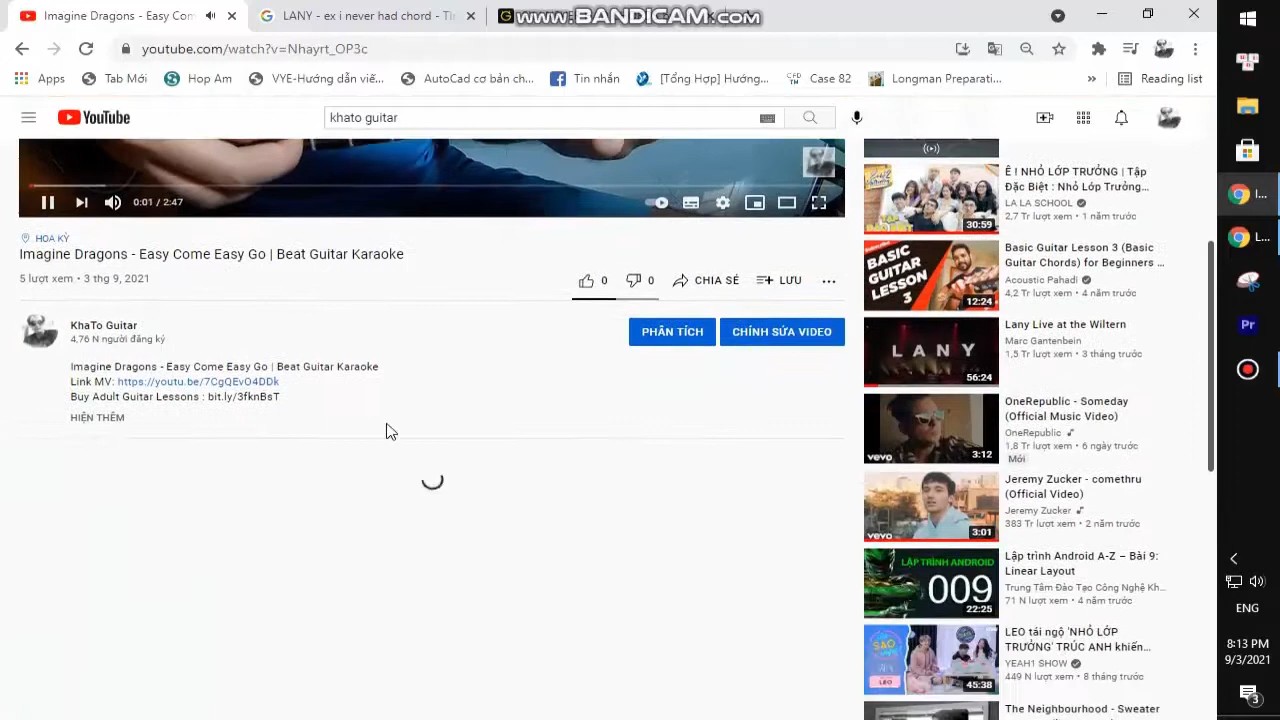 Imagine Dragons - Easy Com
LANY - ex i never had chord - Th
www.BANDICAM.com
youtube.com/watch?v=Nhayrt_OP3c
Apps
Tab Mới
Hop Am
VYE-Hướng dẫn viế...
AutoCad cơ bản ch...
Tin nhắn
[Tổng Hợp] Hướng...
Case 82
Longman Preparati...
»
Reading list
YouTube
khato guitar
0:01 / 2:47
HOA KỲ
Imagine Dragons - Easy Come Easy Go | Beat Guitar Karaoke
5 lượt xem • 3 thg 9, 2021
0
0
CHIA SẺ
LƯU
KhaTo Guitar
4,76 N người đăng ký
PHÂN TÍCH
CHỈNH SỬA VIDEO
Imagine Dragons - Easy Come Easy Go | Beat Guitar Karaoke
Link MV: https://youtu.be/7CgQEvO4DDk
Buy Adult Guitar Lessons : bit.ly/3fknBsT
HIỆN THÊM
30:59
Ê ! NHỎ LỚP TRƯỞNG | Tập
Đặc Biệt : Nhỏ Lớp Trưởng...
LA LA SCHOOL
2,7 Tr lượt xem • 1 năm trước
BASIC
GUITAR
LESSON
3
12:24
Basic Guitar Lesson 3 (Basic
Guitar Chords) for Beginners ...
Acoustic Pahadi
4,2 Tr lượt xem • 4 năm trước
LANY
56:24
Lany Live at the Wiltern
Marc Gantenbein
1,5 Tr lượt xem • 3 tháng trước
vevo
3:12
OneRepublic - Someday
(Official Music Video)
OneRepublic
1,8 Tr lượt xem • 6 ngày trước
Mới
vevo
3:01
Jeremy Zucker - comethru
(Official Video)
Jeremy Zucker
383 Tr lượt xem • 2 năm trước
LẬP TRÌNH ANDROID
009
22:25
Lập trình Android A-Z – Bài 9:
Linear Layout
Trung Tâm Đào Tạo Công Nghệ Kh...
71 N lượt xem • 4 năm trước
LEO
45:38
LEO tái ngộ 'NHỎ LỚP
TRƯỞNG' TRÚC ANH khiến...
YEAH1 SHOW
449 N lượt xem • 8 tháng trước
The Neighbourhood - Sweater
I...
L...
Pr
ENG
8:13 PM
9/3/2021
3